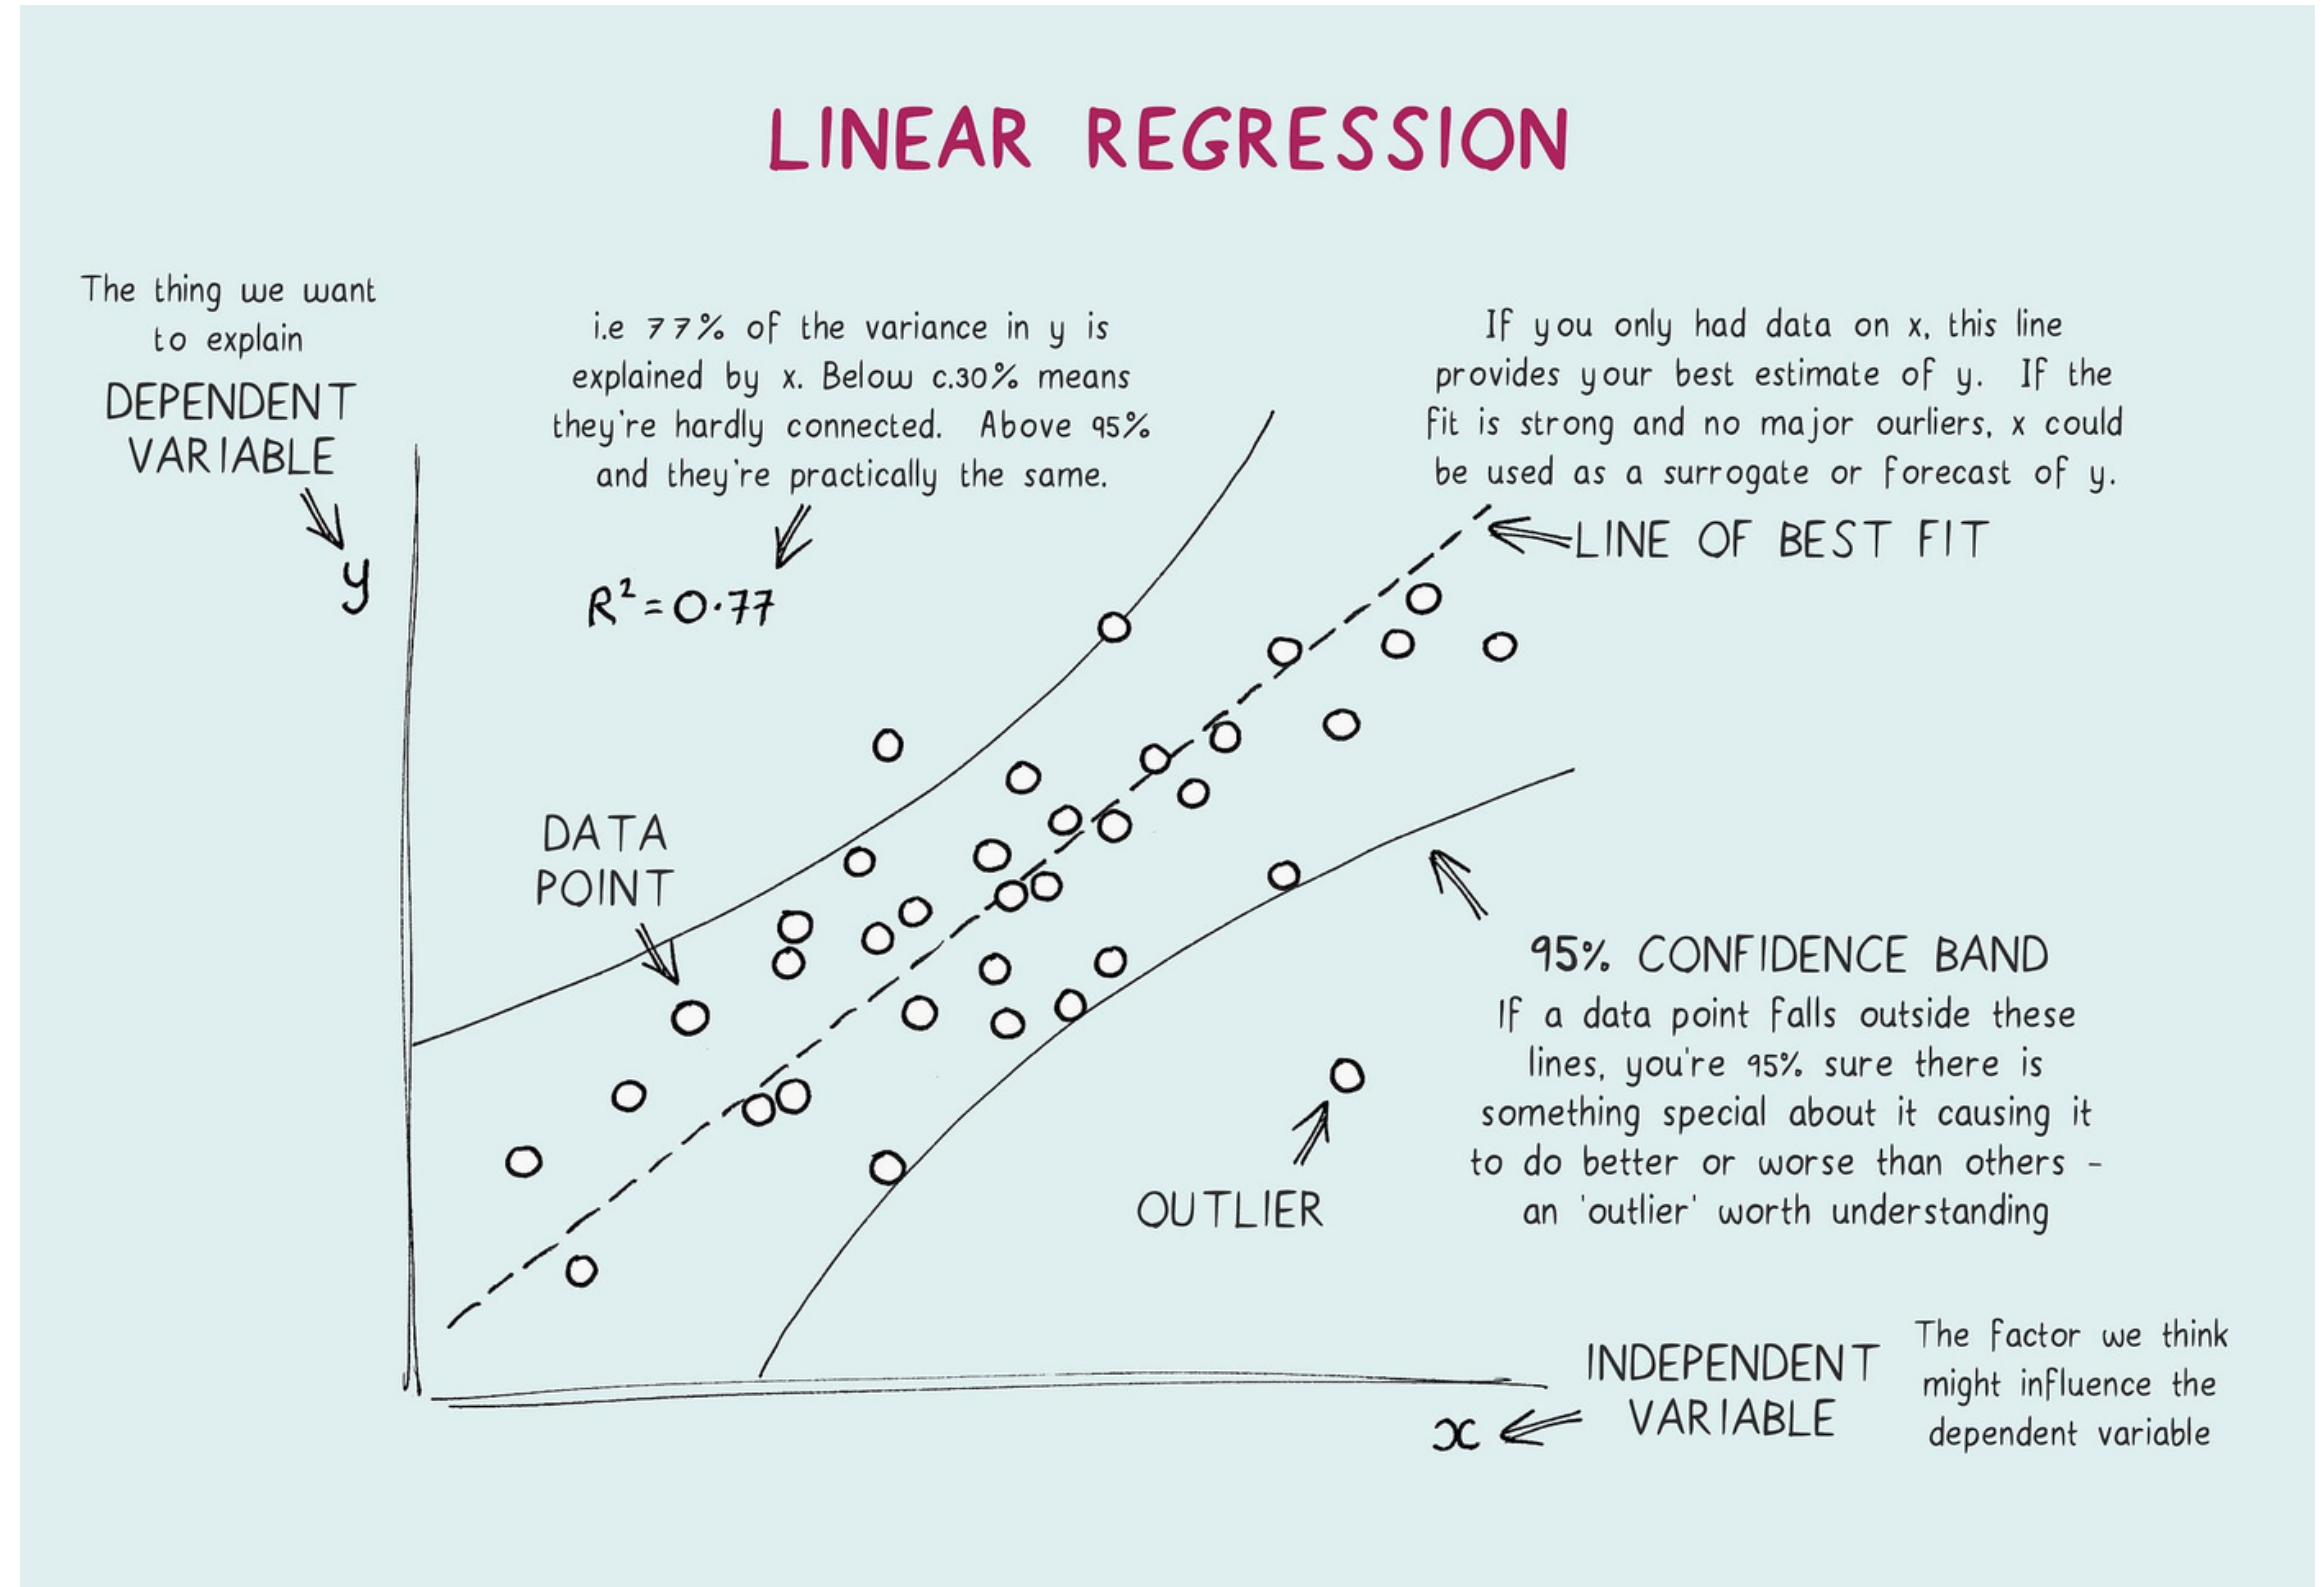 LINEAR REGRESSION
The thing we want
to explain
DEPENDENT
VARIABLE
y
i.e 77% of the variance in y is
explained by x. Below c.30% means
they're hardly connected. Above 95%
and they're practically the same.
R²=0.77
If you only had data on x, this line
provides your best estimate of y. If the
fit is strong and no major ourliers, x could
be used as a surrogate or forecast of y.
LINE OF BEST FIT
DATA
POINT
95% CONFIDENCE BAND
If a data point falls outside these
lines, you're 95% sure there is
something special about it causing it
to do better or worse than others -
an 'outlier' worth understanding
OUTLIER
INDEPENDENT
VARIABLE
x
The factor we think
might influence the
dependent variable